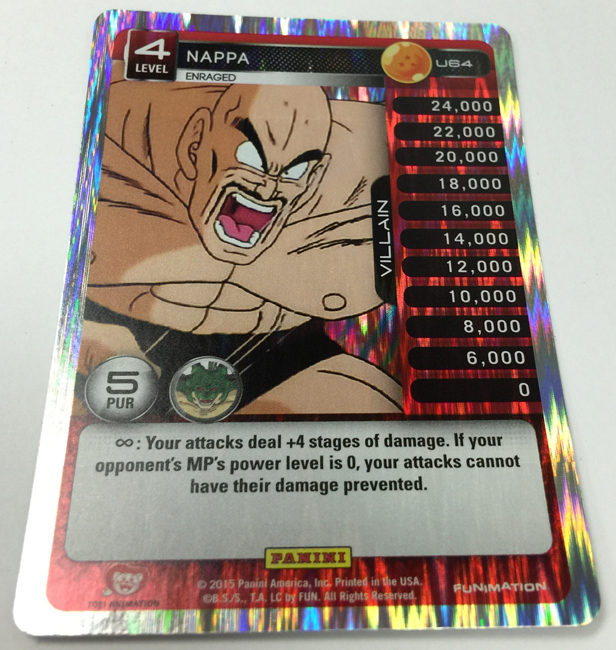 4
LEVEL
NAPPA
ENRAGED
U64
24,000
22,000
20,000
18,000
16,000
14,000
12,000
10,000
8,000
6,000
0
VILLAIN
5
PUR
∞: Your attacks deal +4 stages of damage. If your
opponent's MP's power level is 0, your attacks cannot
have their damage prevented.
PANINI
© 2015 Panini America, Inc. Printed in the USA.
©B.S./S., T.A. LC by FUN. All Rights Reserved.
TOEI ANIMATION
FUNIMATION